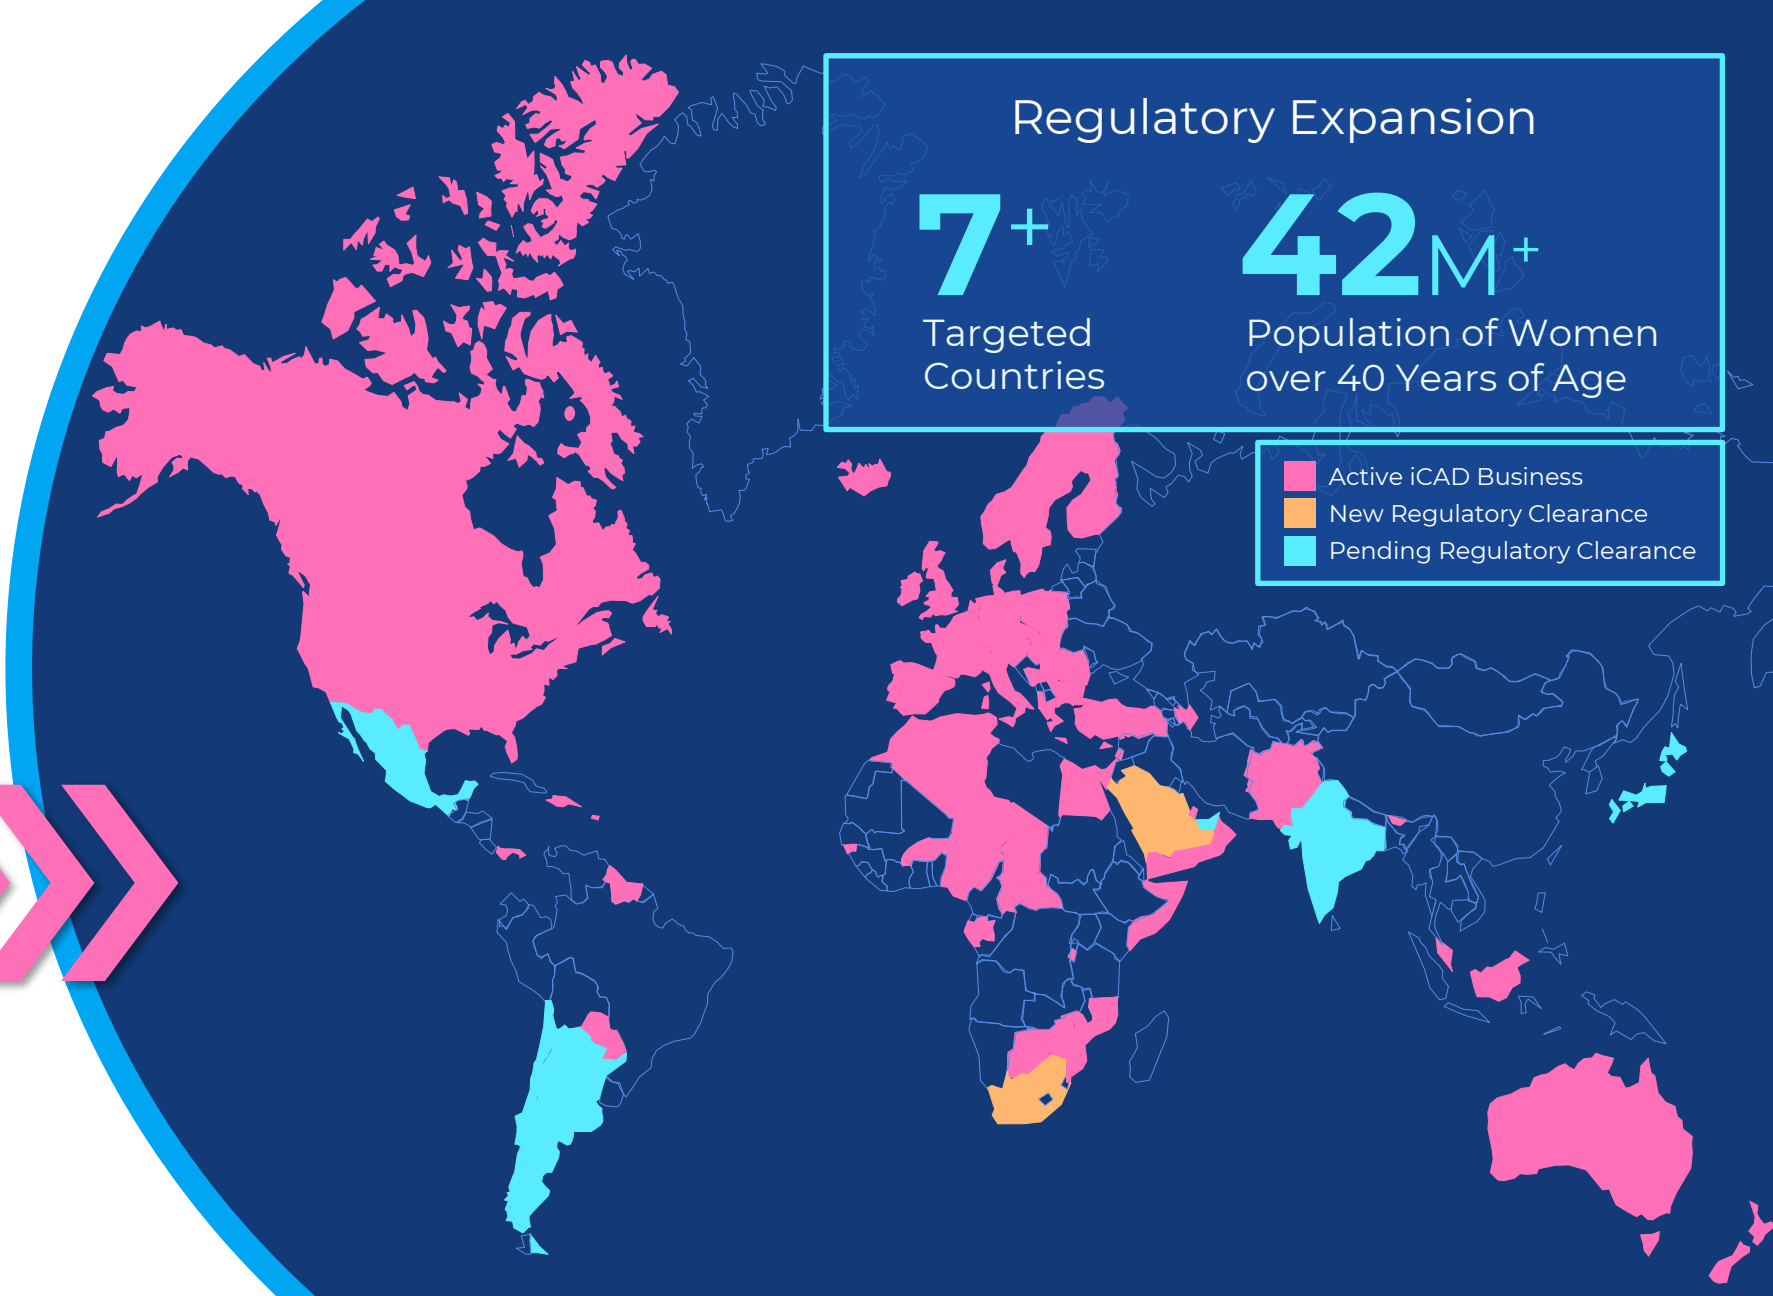 Regulatory Expansion
7+
Targeted
Countries
42M+
Population of Women
over 40 Years of Age
Active iCAD Business
New Regulatory Clearance
Pending Regulatory Clearance